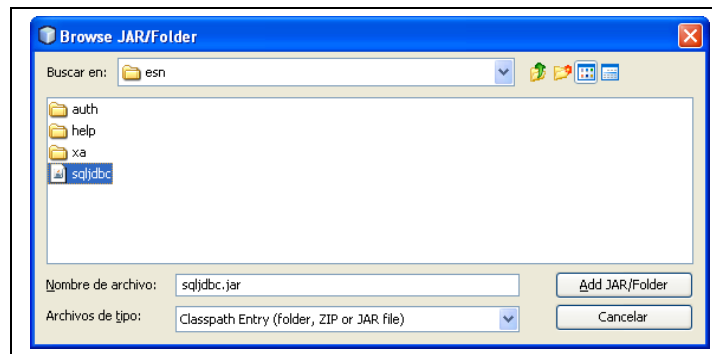 Browse JAR/Folder
Buscar en: esn
auth
help
xa
sqljdbc
Nombre de archivo: sqljdbc.jar Add JAR/Folder
Archivos de tipo: Classpath Entry (folder, ZIP or JAR file) Cancelar